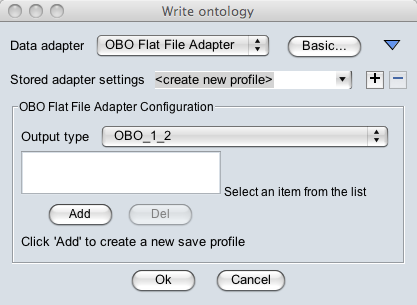 Write ontology
Data adapter OBO Flat File Adapter Basic...
Stored adapter settings <create new profile> + −
OBO Flat File Adapter Configuration
Output type OBO_1_2
Select an item from the list
Add Del
Click 'Add' to create a new save profile
Ok Cancel